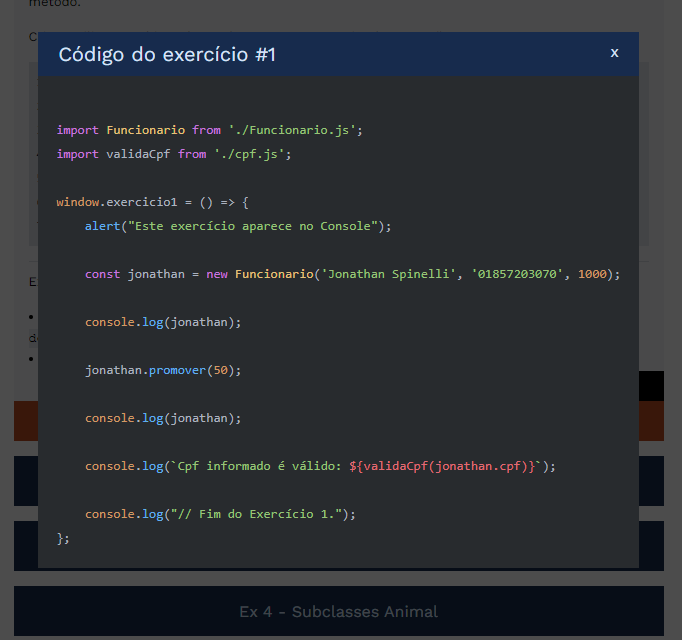 método.
Código do exercício #1
x
import Funcionario from './Funcionario.js';
import validaCpf from './cpf.js';
window.exercicio1 = () => {
alert("Este exercício aparece no Console");
const jonathan = new Funcionario('Jonathan Spinelli', '01857203070', 1000);
console.log(jonathan);
jonathan.promover(50);
console.log(jonathan);
console.log(`Cpf informado é válido: ${validaCpf(jonathan.cpf)}`);
console.log("// Fim do Exercício 1.");
};
Ex 4 - Subclasses Animal